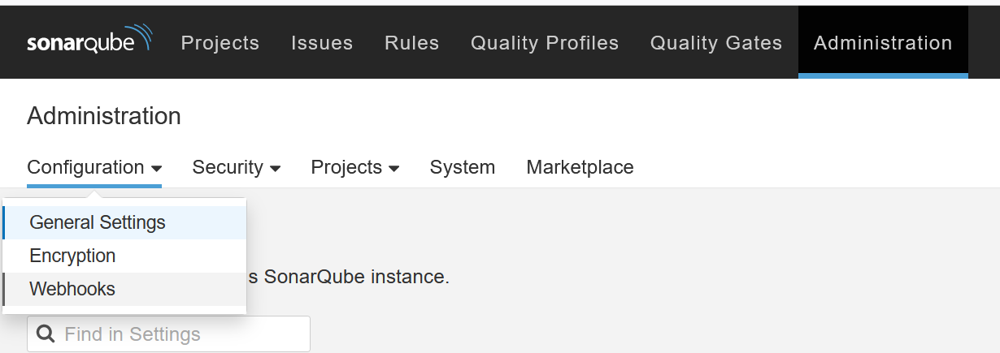 sonarqube Projects Issues Rules Quality Profiles Quality Gates Administration
Administration
Configuration Security Projects System Marketplace
General Settings
Encryption
s SonarQube instance.
Webhooks
Find in Settings